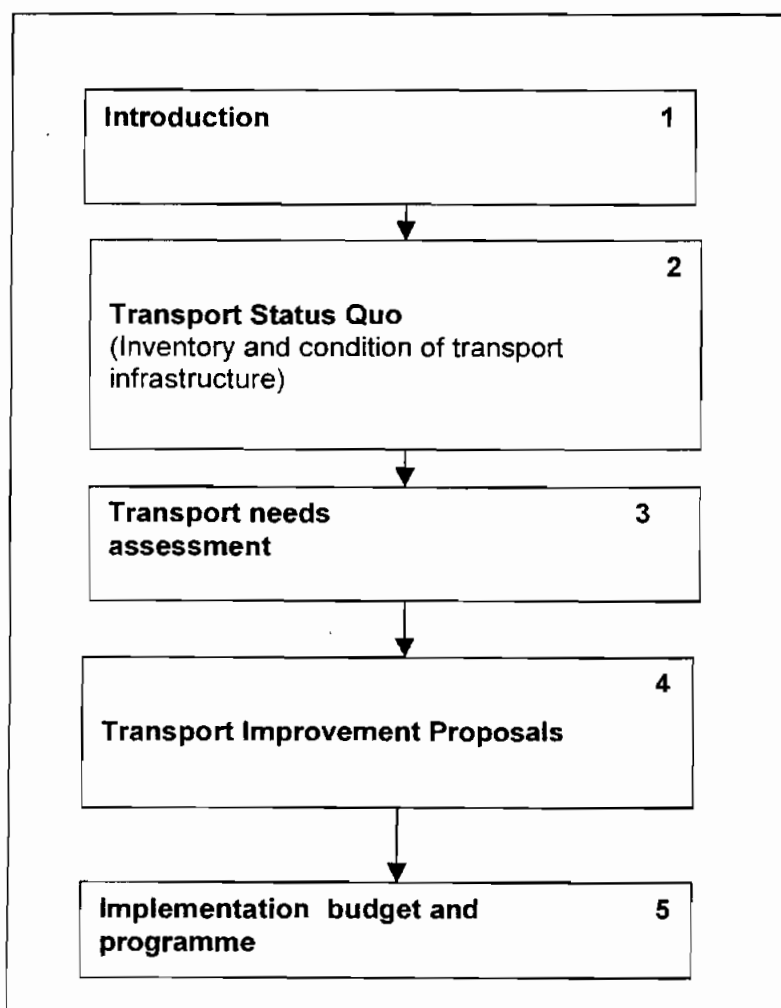 Introduction 1
2
Transport Status Quo
(Inventory and condition of transport
infrastructure)
Transport needs 3
assessment
4
Transport Improvement Proposals
Implementation budget and 5
programme